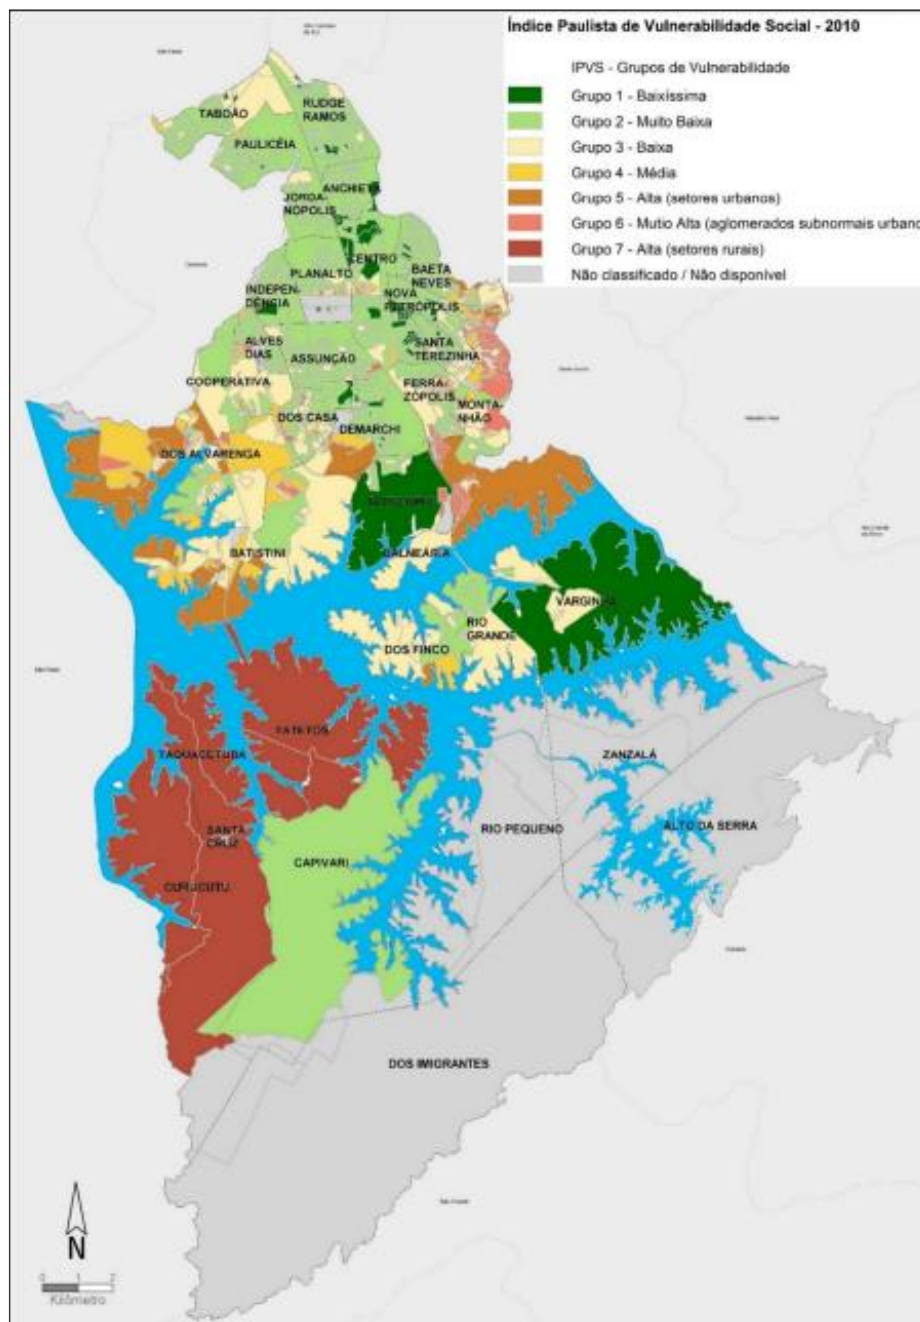 Índice Paulista de Vulnerabilidade Social - 2010
IPVS - Grupos de Vulnerabilidade
Grupo 1 - Baixíssima
Grupo 2 - Muito Baixa
Grupo 3 - Baixa
Grupo 4 - Média
Grupo 5 - Alta (setores urbanos)
Grupo 6 - Mutio Alta (aglomerados subnormais urbano
Grupo 7 - Alta (setores rurais)
Não classificado / Não disponível
TABOÃO
RUDGE
RAMOS
PAULICÉIA
ANCHIETA
JORDA-
NÓPOLIS
CENTRO
PLANALTO
BAETA
NEVES
INDEPEN-
DÊNCIA
NOVA
PETRÓPOLIS
ALVES
DIAS
ASSUNÇÃO
SANTA
TEREZINHA
COOPERATIVA
FERRA-
ZÓPOLIS
DOS CASA
MONTA-
NHÃO
DEMARCHI
DOS ALVARENGA
BATISTINI
BALNEÁRIA
VARGINHA
RIO
GRANDE
DOS FINCO
TATETOS
TAQUACETUBA
ZANZALÁ
SANTA
CRUZ
RIO PEQUENO
ALTO DA SERRA
CAPIVARI
CURUCUTU
DOS IMIGRANTES
N
0 1 2
Kilômetro